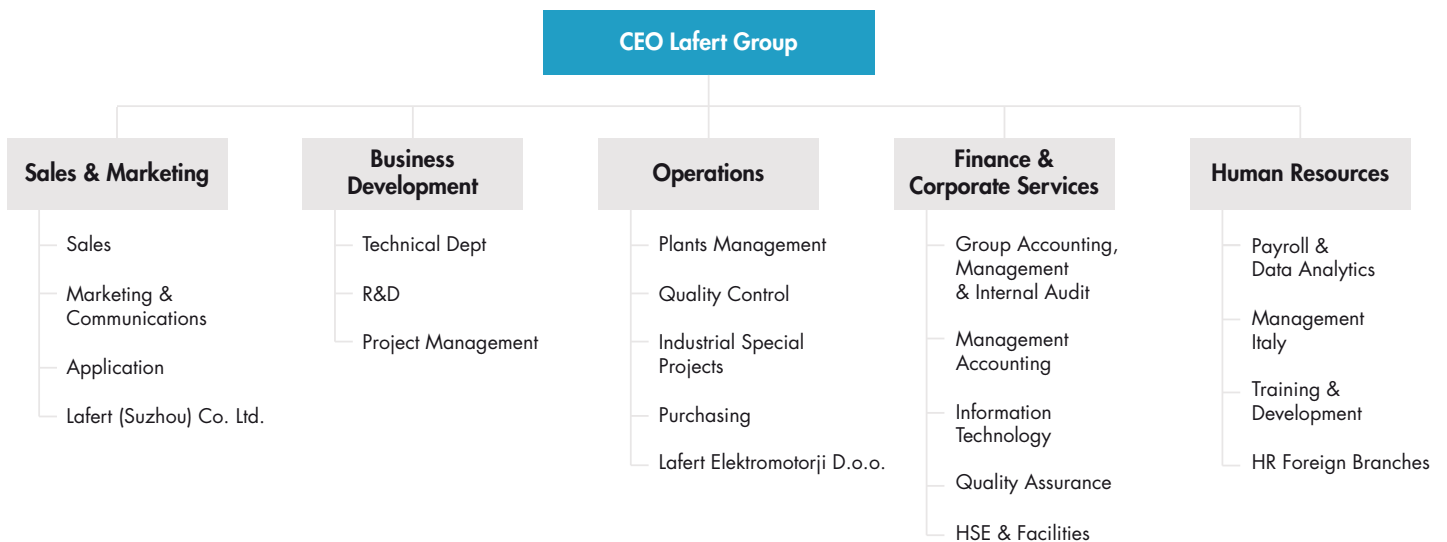 CEO Lafert Group
Sales & Marketing
Sales
Marketing &
Communications
Application
Lafert (Suzhou) Co. Ltd.
Business
Development
Technical Dept
R&D
Project Management
Operations
Plants Management
Quality Control
Industrial Special
Projects
Purchasing
Lafert Elektromotorji D.o.o.
Finance &
Corporate Services
Group Accounting,
Management
& Internal Audit
Management
Accounting
Information
Technology
Quality Assurance
HSE & Facilities
Human Resources
Payroll &
Data Analytics
Management
Italy
Training &
Development
HR Foreign Branches